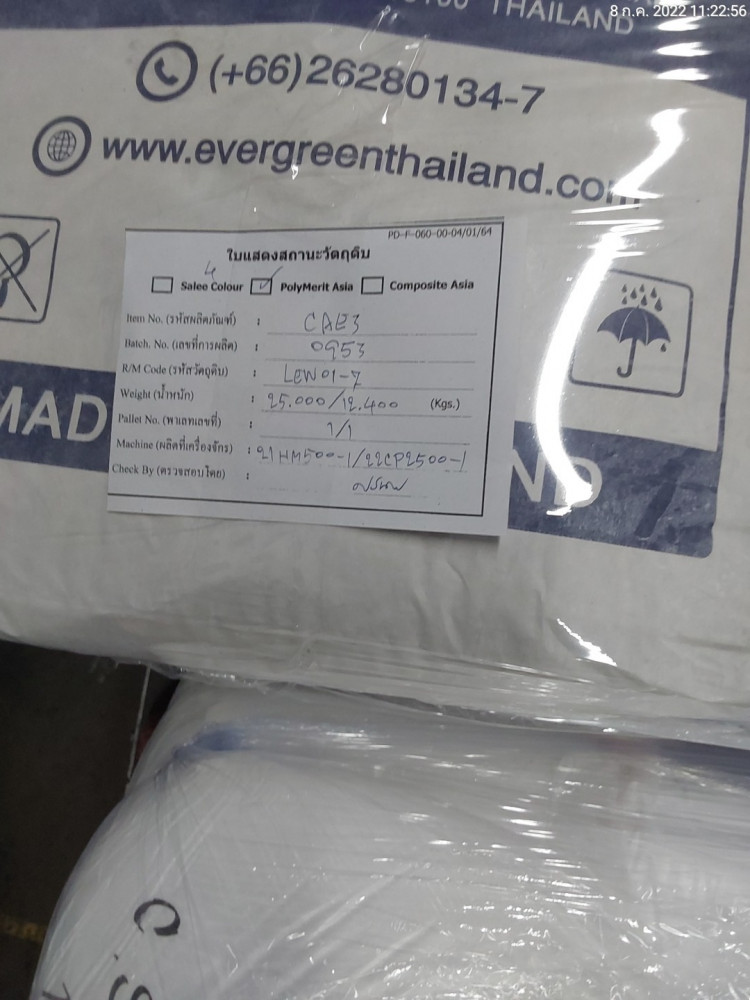 THAILAND
8 ก.ค. 2022 11:22:56
(+66)26280134-7
www.evergreenthailand.com
PD-F-060-00-04/01/64
ใบแสดงสถานะวัตถุดิบ
Salee Colour PolyMerit Asia Composite Asia
Item No. (รหัสผลิตภัณฑ์) : CAE3
Batch. No. (เลขที่การผลิต) : 0953
R/M Code (รหัสวัตถุดิบ) : LEW01-7
Weight (น้ำหนัก) : 25.000/12.400 (Kgs.)
Pallet No. (พาเลทเลขที่) : 1/1
Machine (ผลิตที่เครื่องจักร) : 21HM500-1/22CP2500-1
Check By (ตรวจสอบโดย) :
MAD
ND
C.S